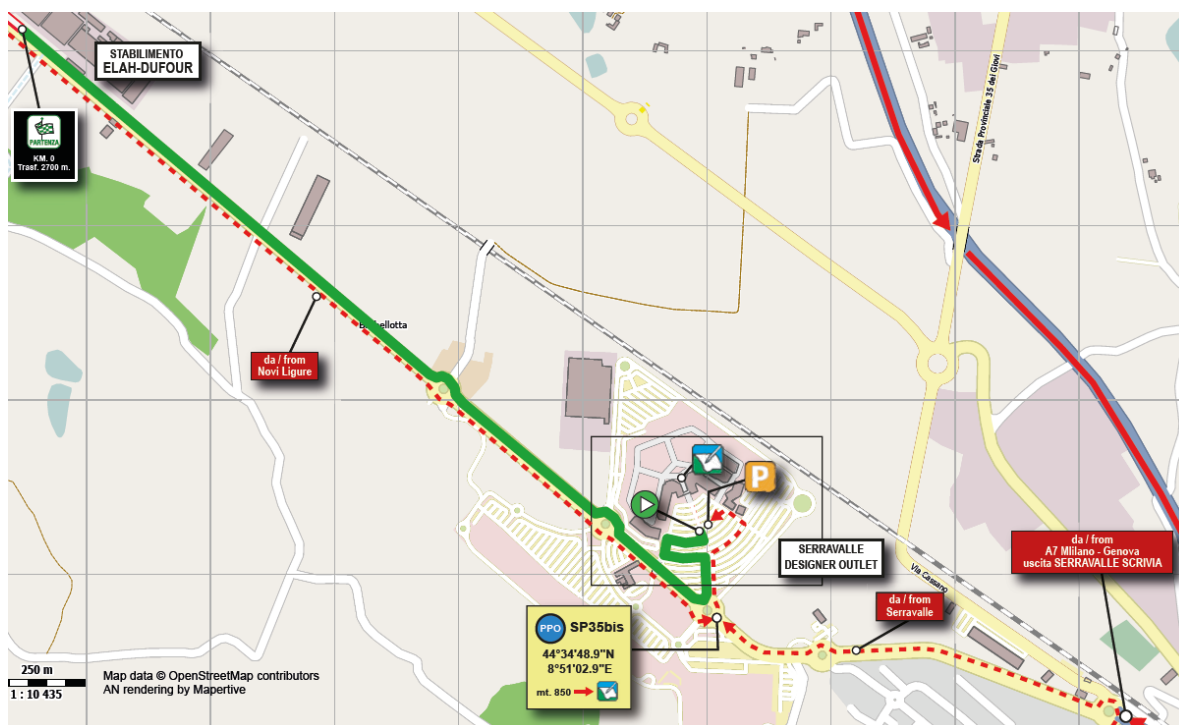 STABILIMENTO
ELAH-DUFOUR
PARTENZA
KM. 0
Trasf. 2700 m.
Strada Provinciale 35 dei Giovi
da / from
Novi Ligure
P
SERRAVALLE
DESIGNER OUTLET
da / from
A7 MIlano - Genova
uscita SERRAVALLE SCRIVIA
Via Cassano
da / from
Serravalle
PPO SP35bis
44°34'48.9"N
8°51'02.9"E
mt. 850
250 m
1 : 10 435
Map data © OpenStreetMap contributors
AN rendering by Mapertive